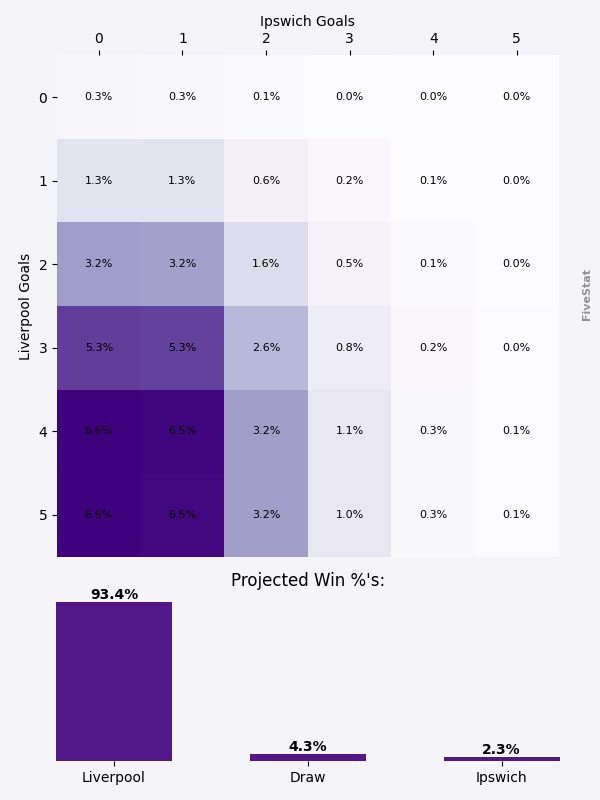 Ipswich Goals
0 1 2 3 4 5
0 0.3% 0.3% 0.1% 0.0% 0.0% 0.0%
1 1.3% 1.3% 0.6% 0.2% 0.1% 0.0%
2 3.2% 3.2% 1.6% 0.5% 0.1% 0.0%
3 5.3% 5.3% 2.6% 0.8% 0.2% 0.0%
4 6.6% 6.5% 3.2% 1.1% 0.3% 0.1%
5 6.6% 6.5% 3.2% 1.0% 0.3% 0.1%
Liverpool Goals
FiveStat
Projected Win %'s:
93.4% 4.3% 2.3%
Liverpool Draw Ipswich